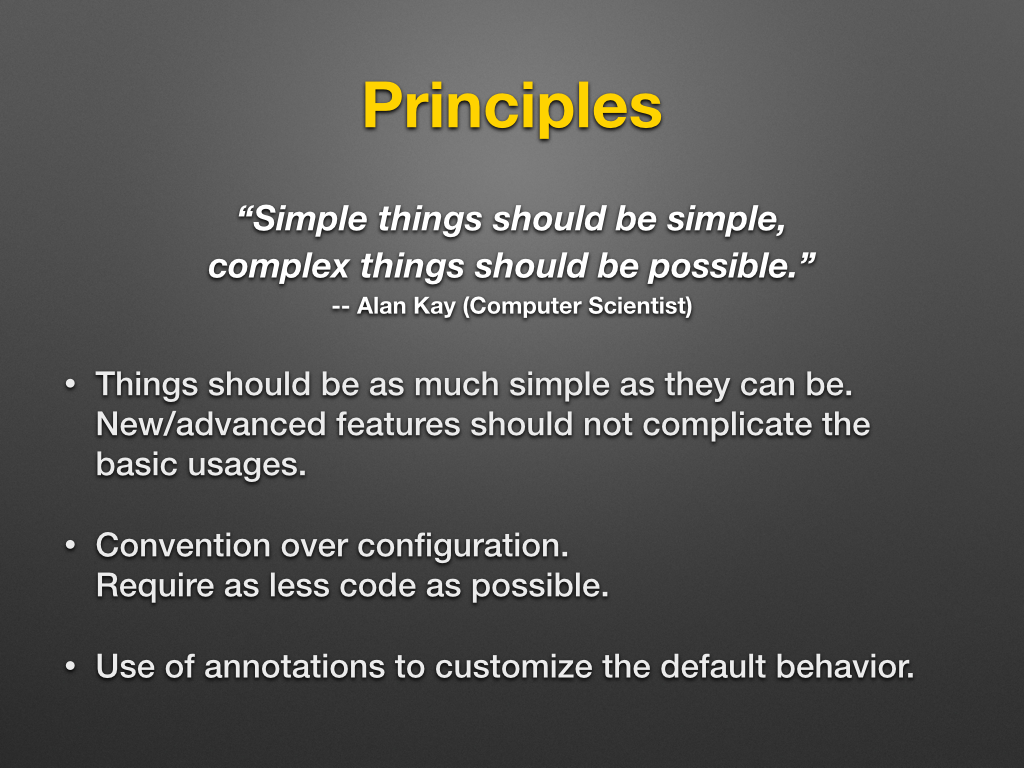 Principles
“Simple things should be simple,
complex things should be possible.”
-- Alan Kay (Computer Scientist)
• Things should be as much simple as they can be.
New/advanced features should not complicate the
basic usages.
• Convention over configuration.
Require as less code as possible.
• Use of annotations to customize the default behavior.